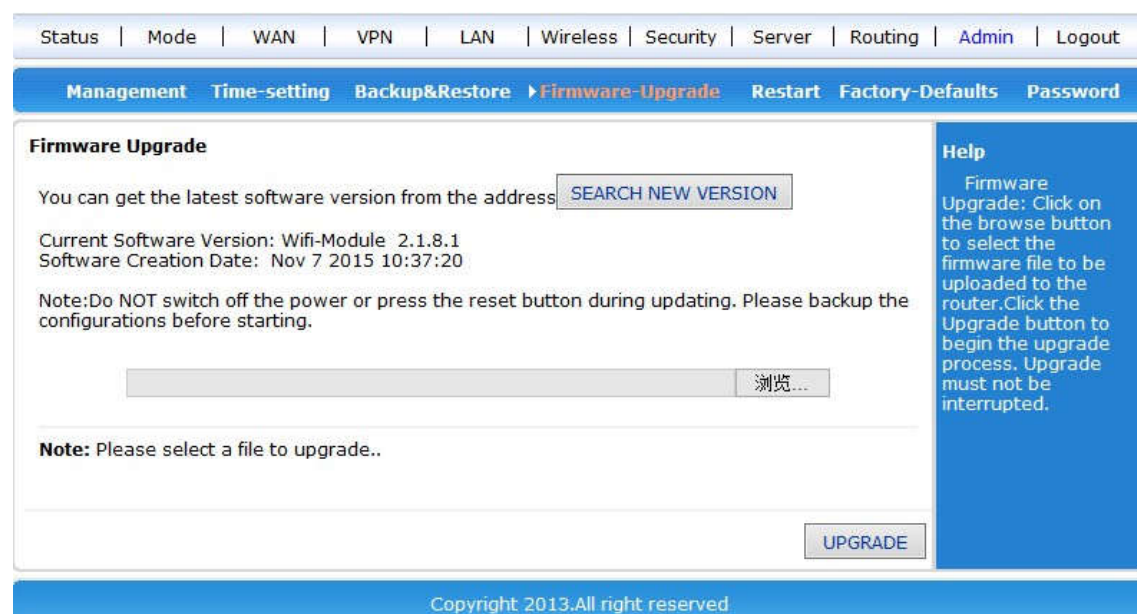 Status | Mode | WAN | VPN | LAN | Wireless | Security | Server | Routing | Admin | Logout
Management Time-setting Backup&Restore Firmware-Upgrade Restart Factory-Defaults Password
Firmware Upgrade
You can get the latest software version from the address SEARCH NEW VERSION
Current Software Version: Wifi-Module 2.1.8.1
Software Creation Date: Nov 7 2015 10:37:20
Note:Do NOT switch off the power or press the reset button during updating. Please backup the
configurations before starting.
浏览...
Note: Please select a file to upgrade..
UPGRADE
Help
Firmware
Upgrade: Click on
the browse button
to select the
firmware file to be
uploaded to the
router.Click the
Upgrade button to
begin the upgrade
process. Upgrade
must not be
interrupted.
Copyright 2013.All right reserved